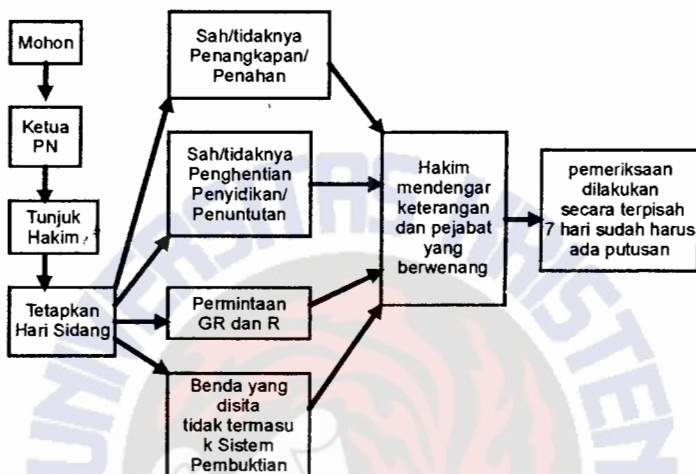 Mohon
Ketua
PN
Tunjuk
Hakim
Tetapkan
Hari Sidang
Sah/tidaknya
Penangkapan/
Penahan
Sah/tidaknya
Penghentian
Penyidikan/
Penuntutan
Permintaan
GR dan R
Benda yang
disita
tidak termasu
k Sistem
Pembuktian
Hakim
mendengar
keterangan
dan pejabat
yang
berwenang
pemeriksaan
dilakukan
secara terpisah
7 hari sudah harus
ada putusan
UNIVERSITAS KRISTEN